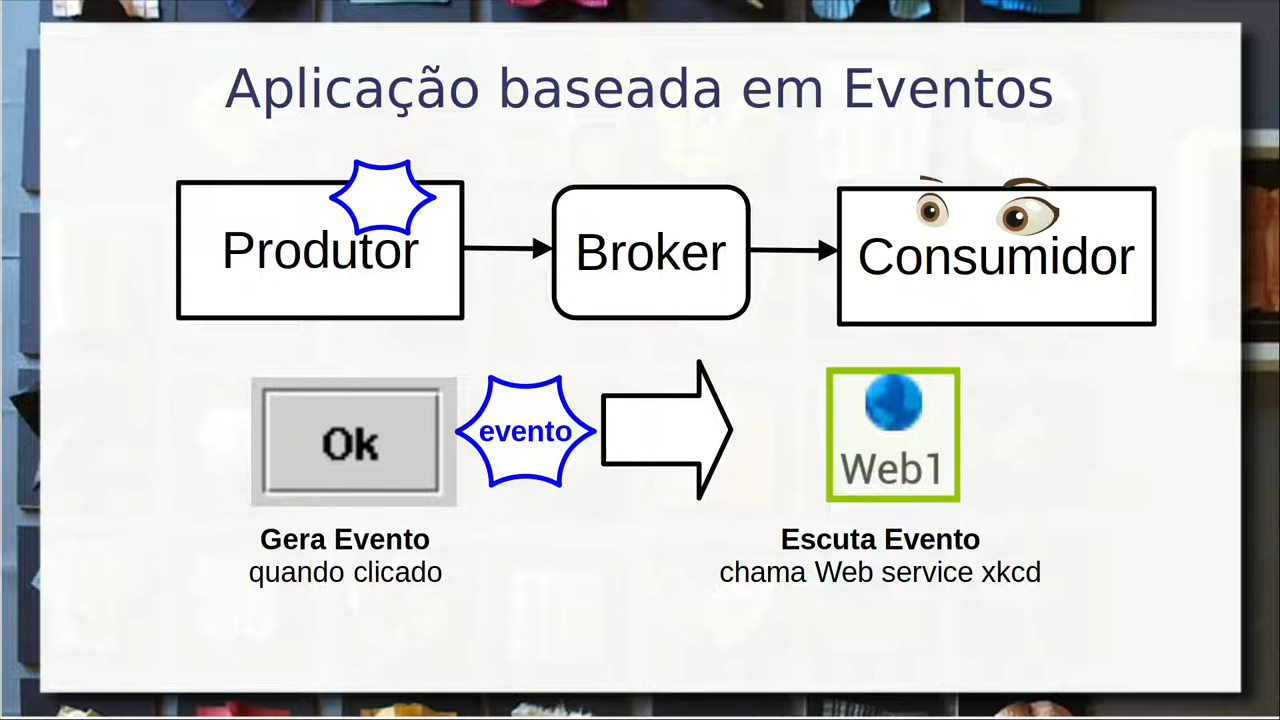 Aplicação baseada em Eventos
Produtor
Broker
Consumidor
Ok
evento
Web1
Gera Evento
quando clicado
Escuta Evento
chama Web service xkcd